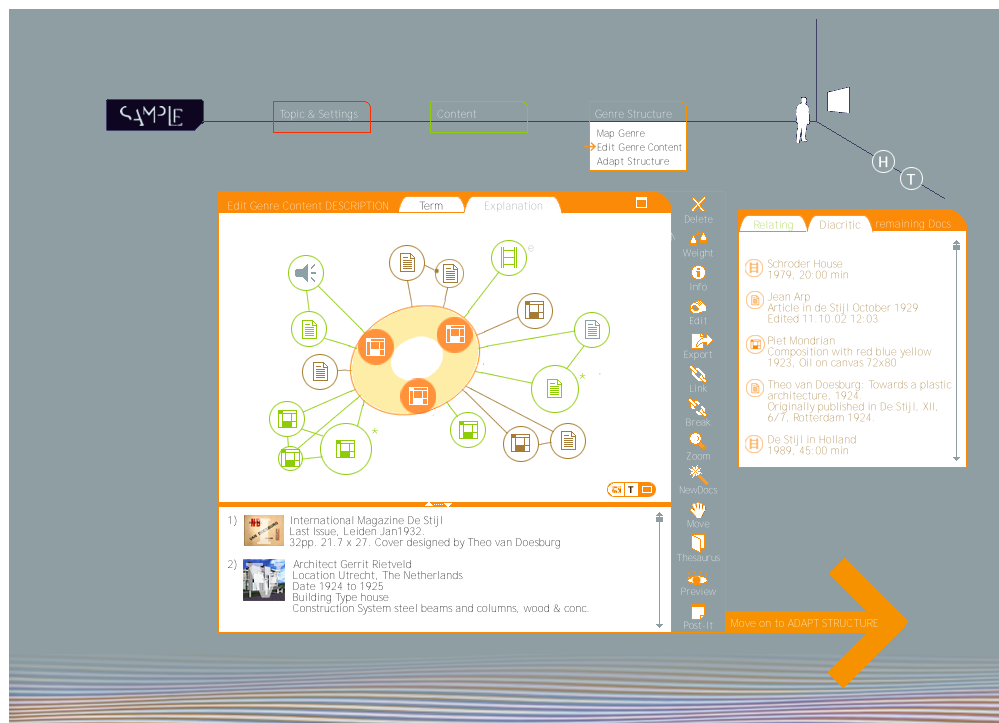 SAMPLE
Topic & Settings
Content
Genre Structure
Map Genre
Edit Genre Content
Adapt Structure
H
T
Edit Genre Content DESCRIPTION
Term
Explanation
e
*
*
T
Delete
Weight
Info
Edit
Export
Link
Break
Zoom
NewDocs
Move
Thesaurus
Preview
Post-It
Relating
Diacritic
remaining Docs
Schroder House
1979, 20:00 min
Jean Arp
Article in de Stijl October 1929
Edited 11.10.02 12:03
Piet Mondrian
Composition with red blue yellow
1923, Oil on canvas 72x80
Theo van Doesburg: Towards a plastic
architecture, 1924.
Originally published in De Stijl, XII,
6/7, Rotterdam 1924.
De Stijl in Holland
1989, 45:00 min
1)
International Magazine De Stijl
Last Issue, Leiden Jan1932.
32pp. 21.7 x 27. Cover designed by Theo van Doesburg
2)
Architect Gerrit Rietveld
Location Utrecht, The Netherlands
Date 1924 to 1925
Building Type house
Construction System steel beams and columns, wood & conc.
Move on to ADAPT STRUCTURE